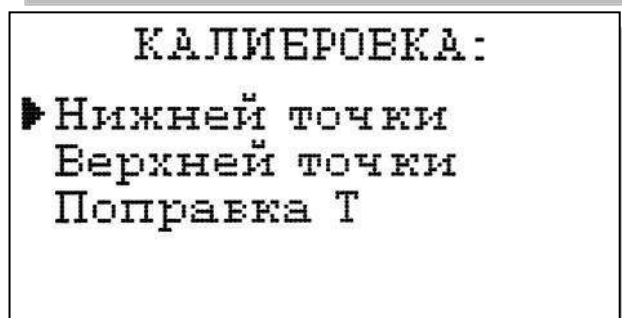 КАЛИБРОВКА:
Нижней точки
Верхней точки
Поправка Т